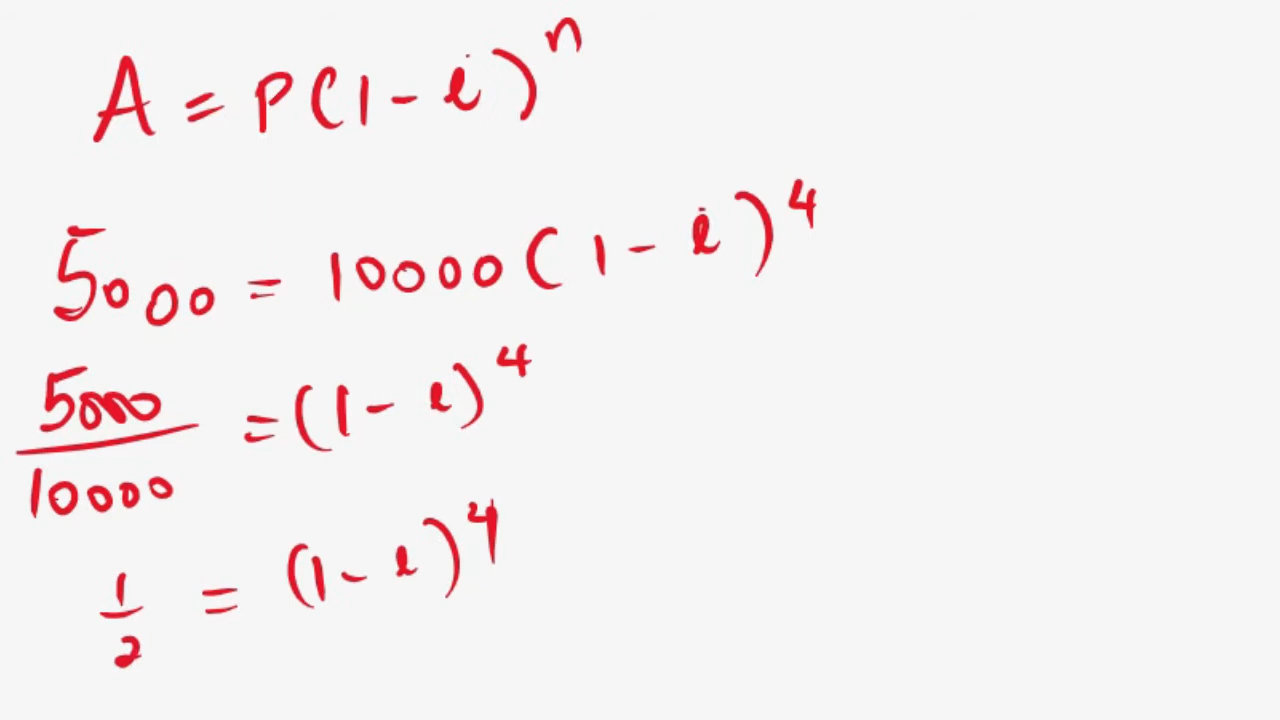 A = P(1 - i)^n
5000 = 10000(1 - i)^4
5000/10000 = (1 - i)^4
1/2 = (1 - i)^4